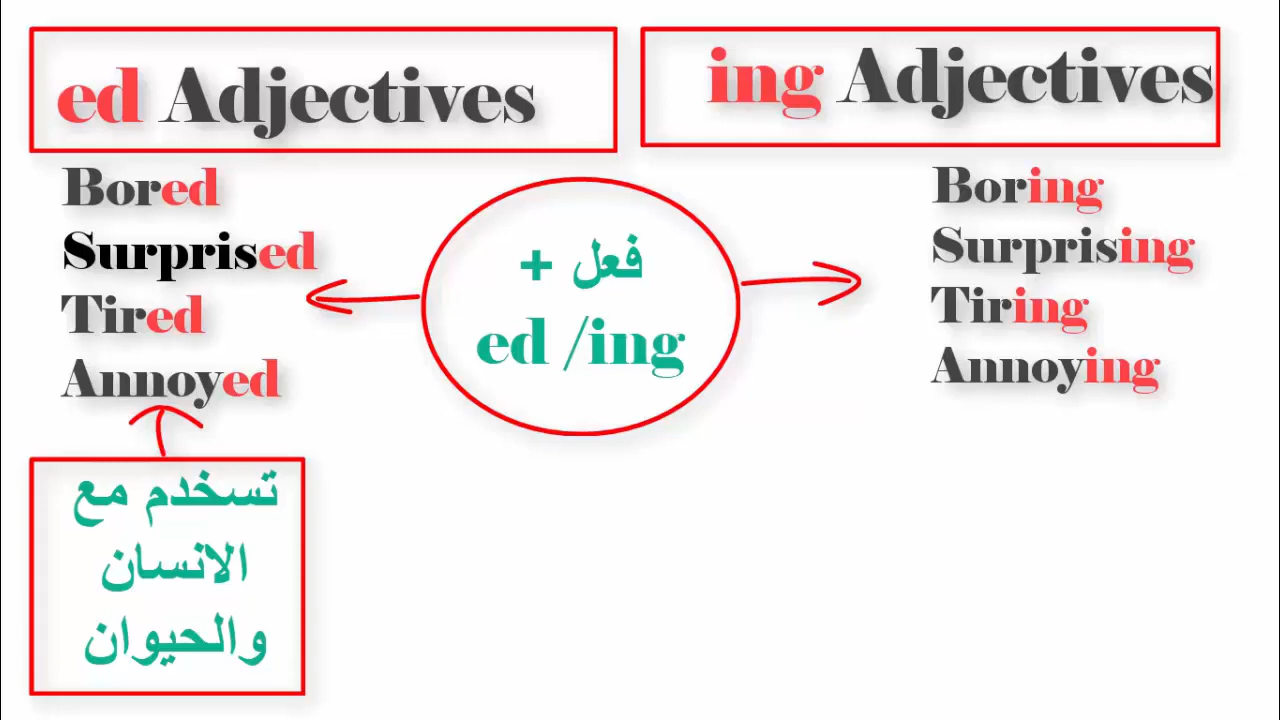 ed Adjectives
ing Adjectives
Bored
Surprised
Tired
Annoyed
فعل +
ed /ing
Boring
Surprising
Tiring
Annoying
تسخدم مع
الانسان
والحيوان